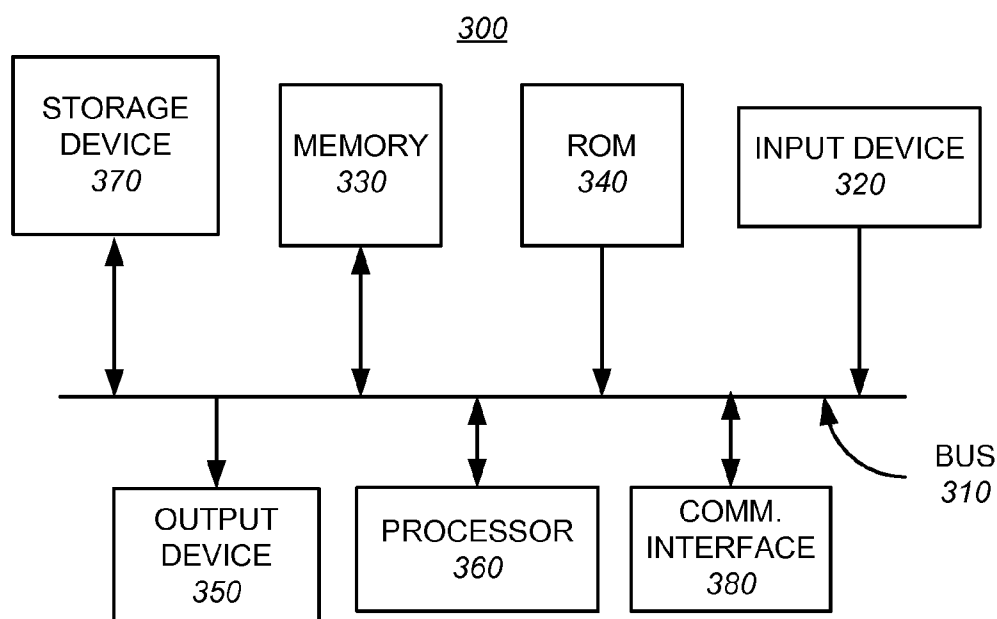 300
STORAGE
DEVICE
370
MEMORY
330
ROM
340
INPUT DEVICE
320
BUS
310
OUTPUT
DEVICE
350
PROCESSOR
360
COMM.
INTERFACE
380